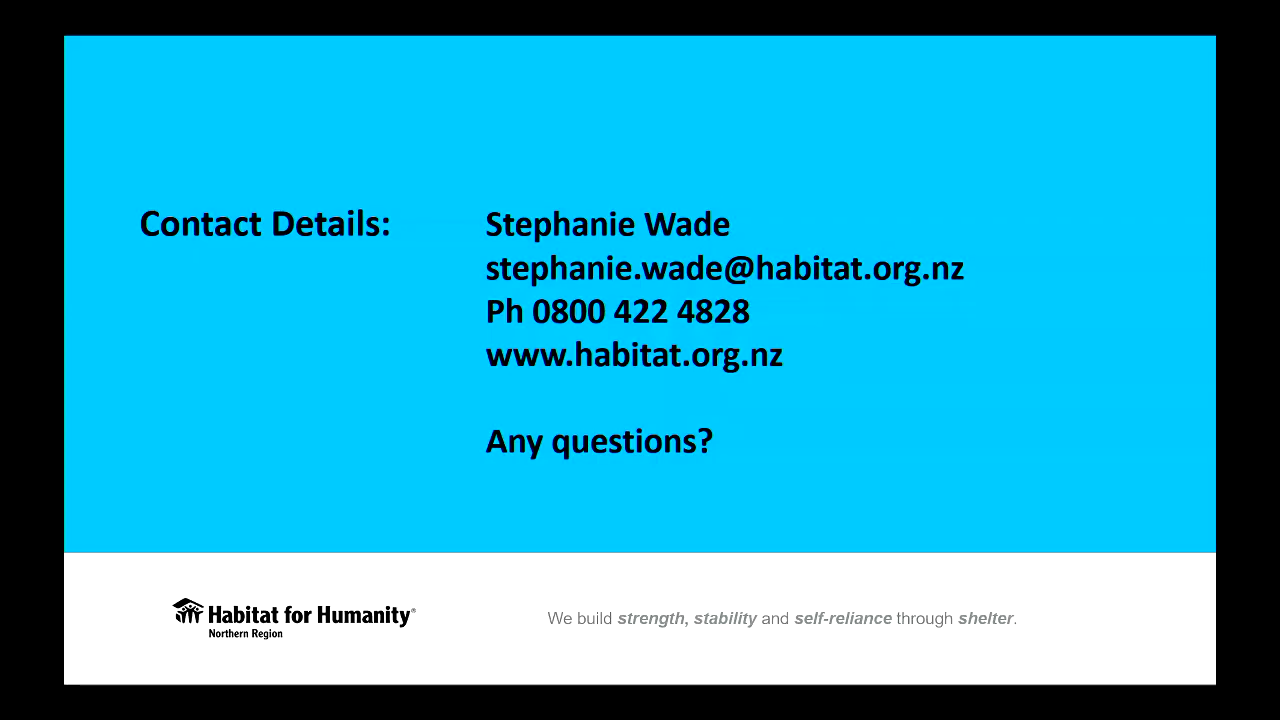 Contact Details:
Stephanie Wade
stephanie.wade@habitat.org.nz
Ph 0800 422 4828
www.habitat.org.nz
Any questions?
Habitat for Humanity®
Northern Region
We build strength, stability and self-reliance through shelter.